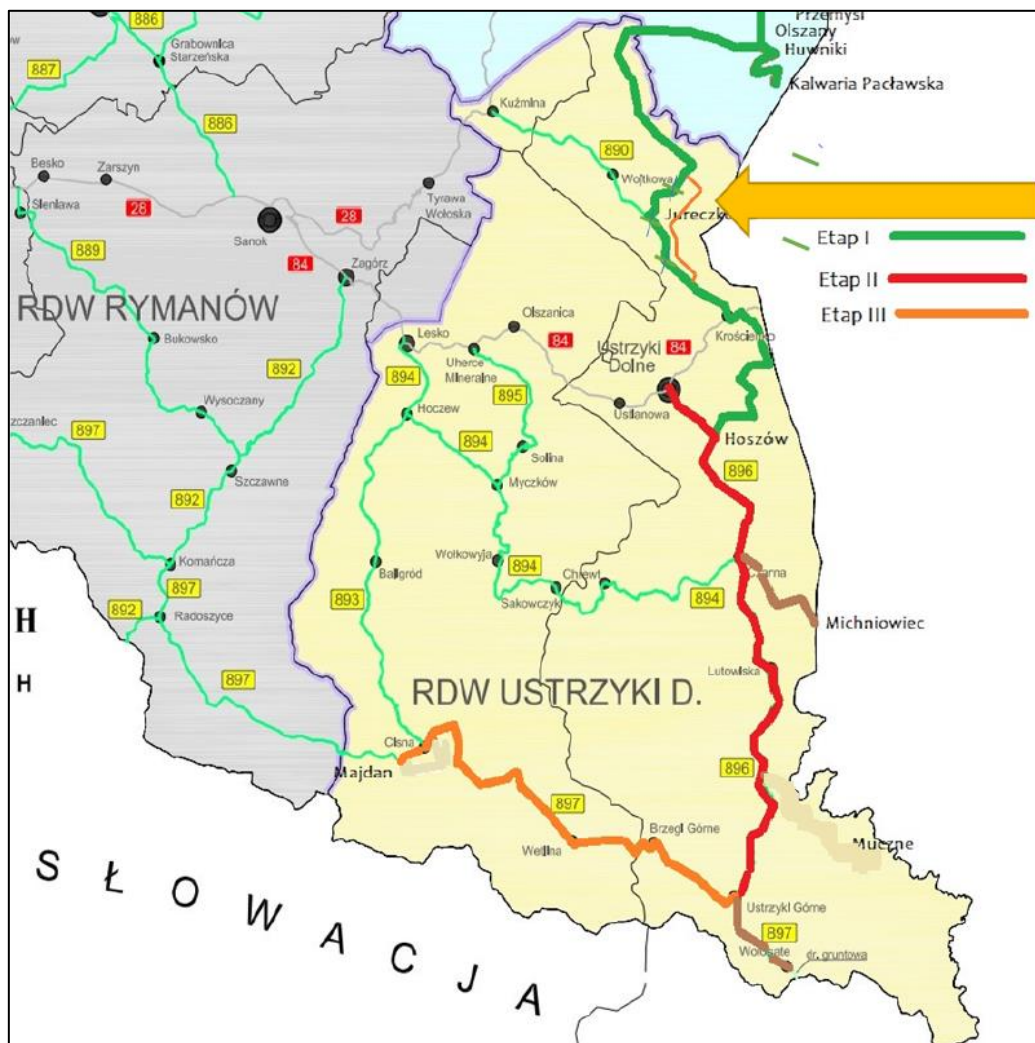 886
Grabownica
Starzeńska
887
886
Przemyśl
Olszany
Huwniki
Kalwaria Pacławska
Kuźmina
890
Wojtkowa
Besko
Zarszyn
28
Sieniawa
28
Tyrawa
Wołoska
Sanok
889
84
Zagórz
Jureczk
Etap I
Etap II
Etap III
RDW RYMANÓW
Bukowsko
892
Lesko
Olszanica
84
Uherce
Mineralne
Ustrzyki
Dolne
84
Krościenko
894
895
Ustianowa
Wysoczany
Hoczew
Hoszów
897
894
Solina
896
Szczawne
892
Myczków
Komańcza
Wołkowyja
894
Czarna
Baligród
Chrewt
897
893
Sakowczyk
894
892
Radoszyce
Michniowiec
H
H
Lutowiska
897
RDW USTRZYKI D.
Cisna
Majdan
896
897
Brzegi Górne
Wetlina
Muczne
Ustrzyki Górne
897
Wołosate
dr. gruntowa
SŁOWACJA